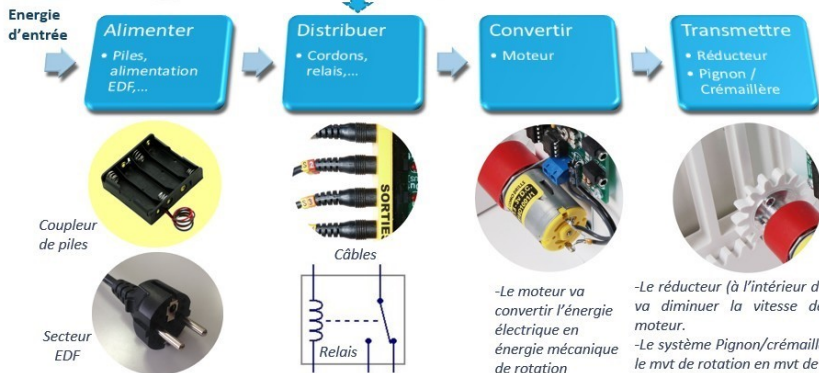 Energie
d'entrée
Alimenter
• Piles,
alimentation
EDF,...
Distribuer
• Cordons,
relais,...
Convertir
• Moteur
Transmettre
• Réducteur
• Pignon /
Crémaillère
SORTIE
Coupleur
de piles
Câbles
Secteur
EDF
Relais
-Le moteur va
convertir l'énergie
électrique en
énergie mécanique
de rotation
-Le réducteur (à l'intérieur d
va diminuer la vitesse de
moteur.
-Le système Pignon/crémaill
le mvt de rotation en mvt de